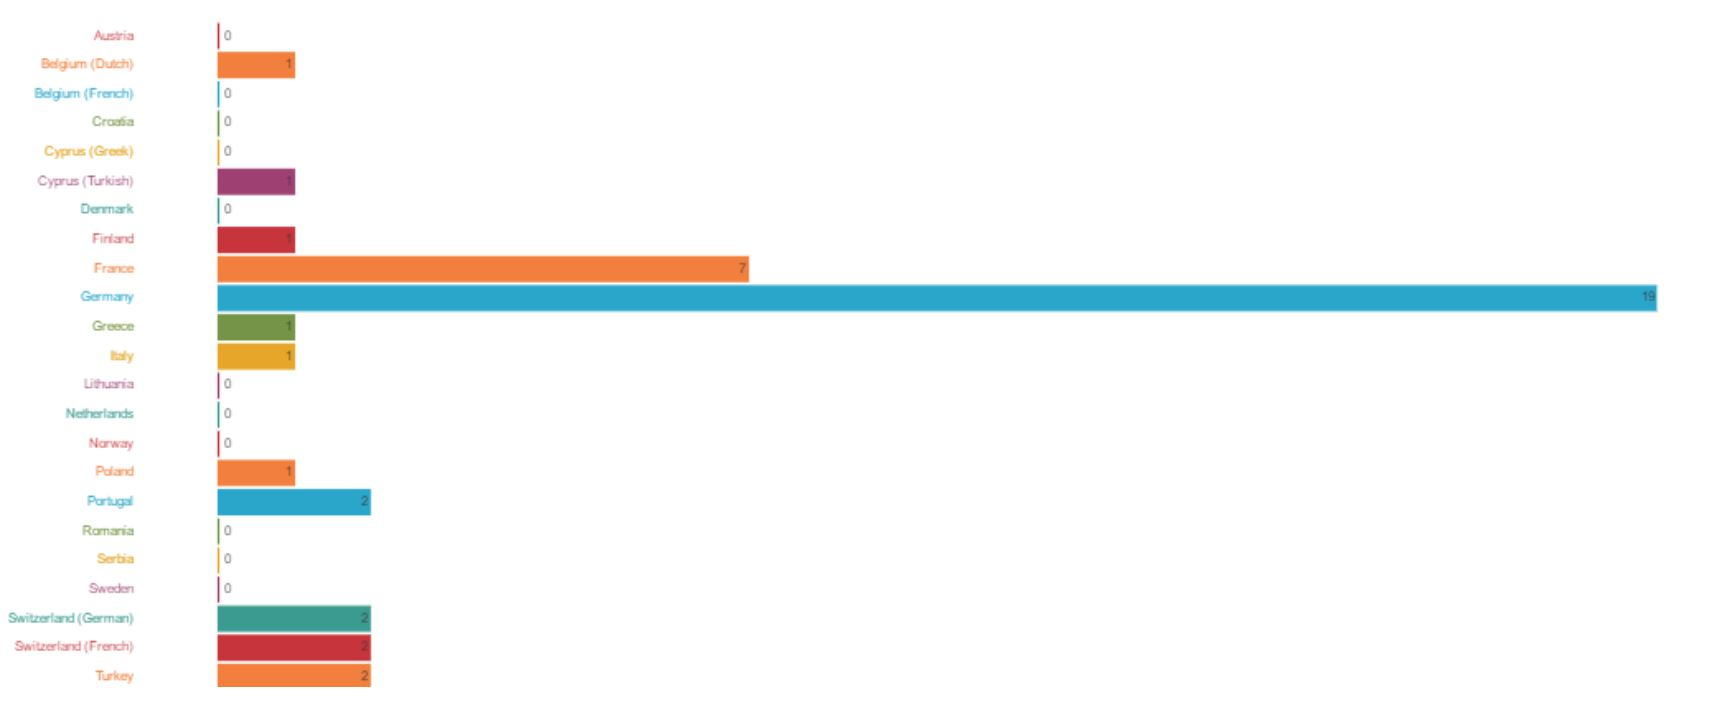 Austria 0
Belgium (Dutch) 1
Belgium (French) 0
Croatia 0
Cyprus (Greek) 0
Cyprus (Turkish) 1
Denmark 0
Finland 1
France 7
Germany 19
Greece 1
Italy 1
Lithuania 0
Netherlands 0
Norway 0
Poland 1
Portugal 2
Romania 0
Serbia 0
Sweden 0
Switzerland (German) 2
Switzerland (French) 2
Turkey 2